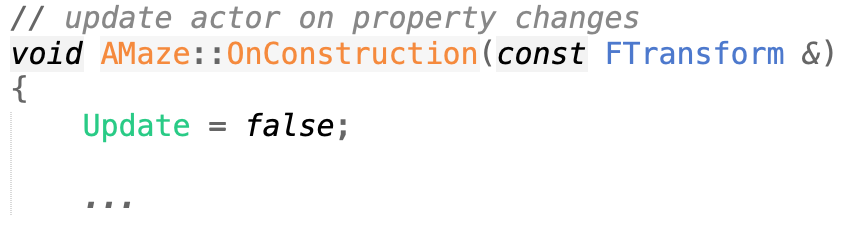 // update actor on property changes
void AMaze::OnConstruction(const FTransform &)
{
Update = false;
...